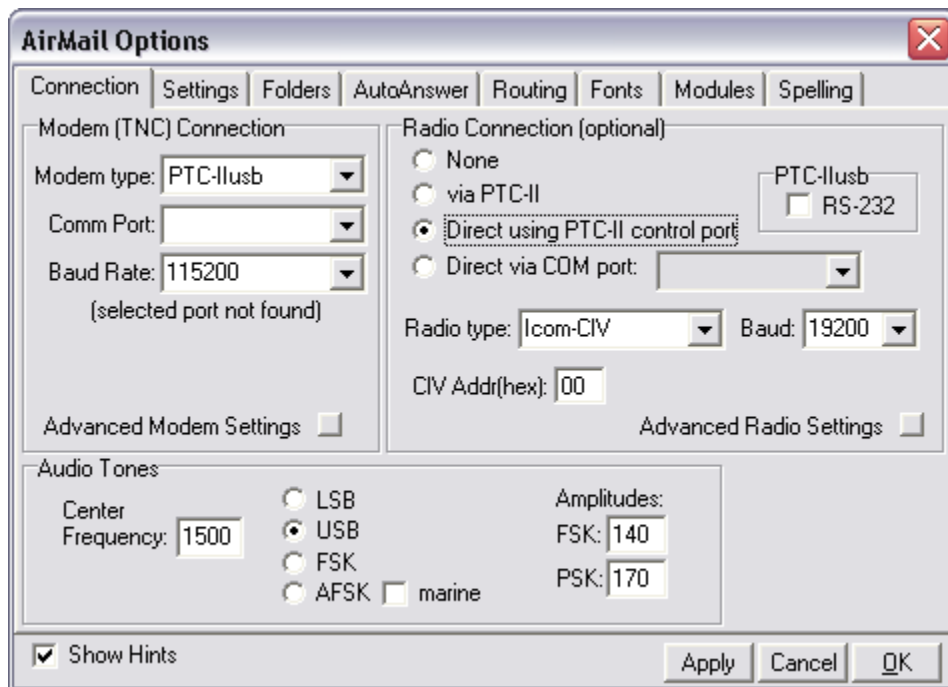 AirMail Options
Connection Settings Folders AutoAnswer Routing Fonts Modules Spelling
Modem (TNC) Connection
Modem type: PTC-IIusb
Comm Port:
Baud Rate: 115200
(selected port not found)
Advanced Modem Settings
Radio Connection (optional)
None
via PTC-II
Direct using PTC-II control port
Direct via COM port:
PTC-IIusb
RS-232
Radio type: Icom-CIV Baud: 19200
CIV Addr(hex): 00
Advanced Radio Settings
Audio Tones
Center
Frequency: 1500
LSB
USB
FSK
AFSK marine
Amplitudes:
FSK: 140
PSK: 170
Show Hints
Apply Cancel OK